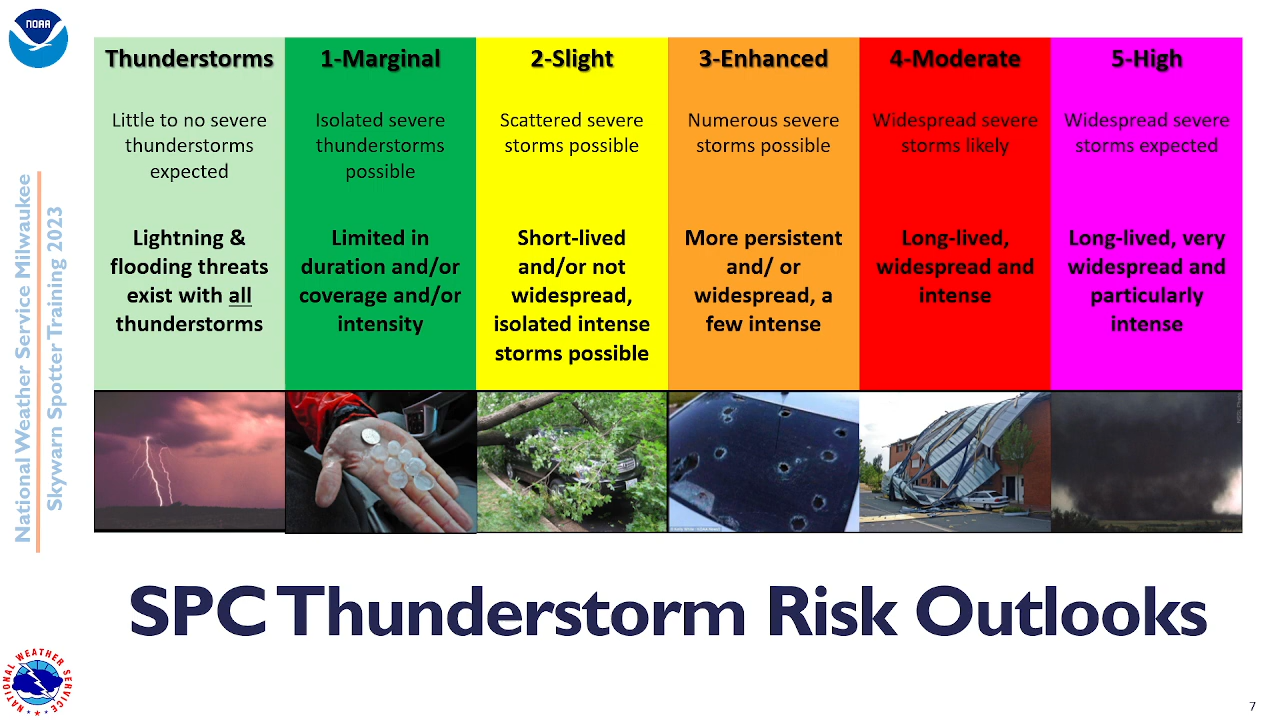 NOAA
Thunderstorms
Little to no severe
thunderstorms
expected
Lightning &
flooding threats
exist with all
thunderstorms
1-Marginal
Isolated severe
thunderstorms
possible
Limited in
duration and/or
coverage and/or
intensity
2-Slight
Scattered severe
storms possible
Short-lived
and/or not
widespread,
isolated intense
storms possible
3-Enhanced
Numerous severe
storms possible
More persistent
and/ or
widespread, a
few intense
4-Moderate
Widespread severe
storms likely
Long-lived,
widespread and
intense
5-High
Widespread severe
storms expected
Long-lived, very
widespread and
particularly
intense
National Weather Service Milwaukee
Skywarn Spotter Training 2023
SPC Thunderstorm Risk Outlooks
NATIONAL WEATHER SERVICE
7